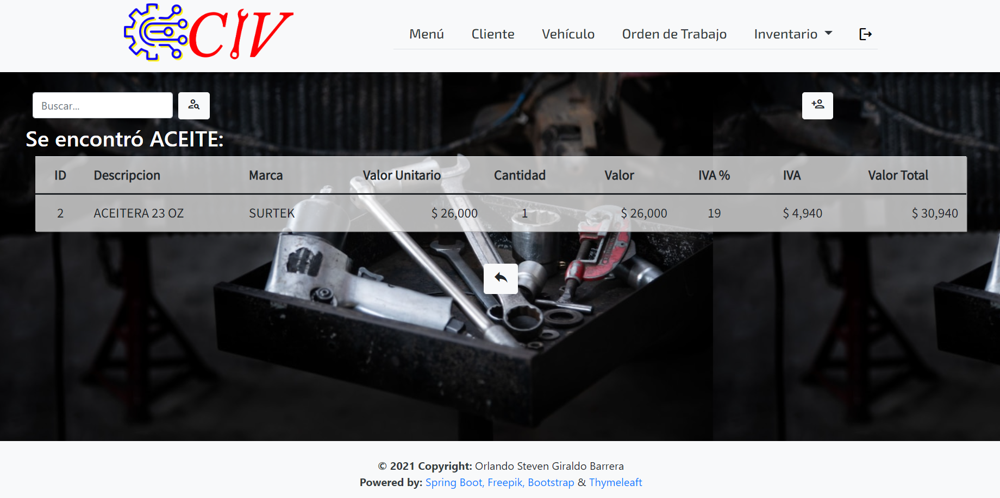 CIV
Menú Cliente Vehículo Orden de Trabajo Inventario
Buscar...
Se encontró ACEITE:
ID Descripcion Marca Valor Unitario Cantidad Valor IVA % IVA Valor Total
2 ACEITERA 23 OZ SURTEK $ 26,000 1 $ 26,000 19 $ 4,940 $ 30,940
© 2021 Copyright: Orlando Steven Giraldo Barrera
Powered by: Spring Boot, Freepik, Bootstrap & Thymeleaft